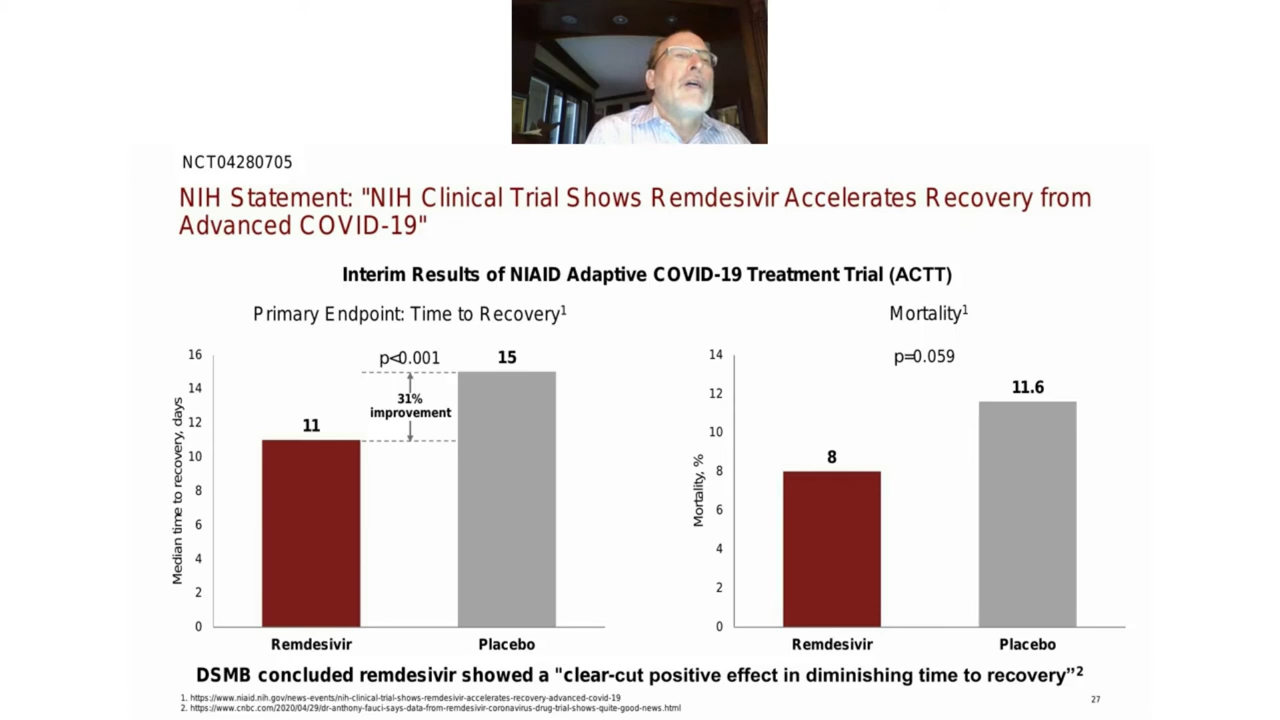 NCT04280705
NIH Statement: "NIH Clinical Trial Shows Remdesivir Accelerates Recovery from
Advanced COVID-19"
Interim Results of NIAID Adaptive COVID-19 Treatment Trial (ACTT)
Primary Endpoint: Time to Recovery¹
Median time to recovery, days
16
14
12
10
8
6
4
2
0
p<0.001
11
15
31%
improvement
Remdesivir
Placebo
Mortality¹
Mortality, %
14
12
10
8
6
4
2
0
p=0.059
8
11.6
Remdesivir
Placebo
DSMB concluded remdesivir showed a "clear-cut positive effect in diminishing time to recovery”²
1. https://www.niaid.nih.gov/news-events/nih-clinical-trial-shows-remdesivir-accelerates-recovery-advanced-covid-19
2. https://www.cnbc.com/2020/04/29/dr-anthony-fauci-says-data-from-remdesivir-coronavirus-drug-trial-shows-quite-good-news.html
27